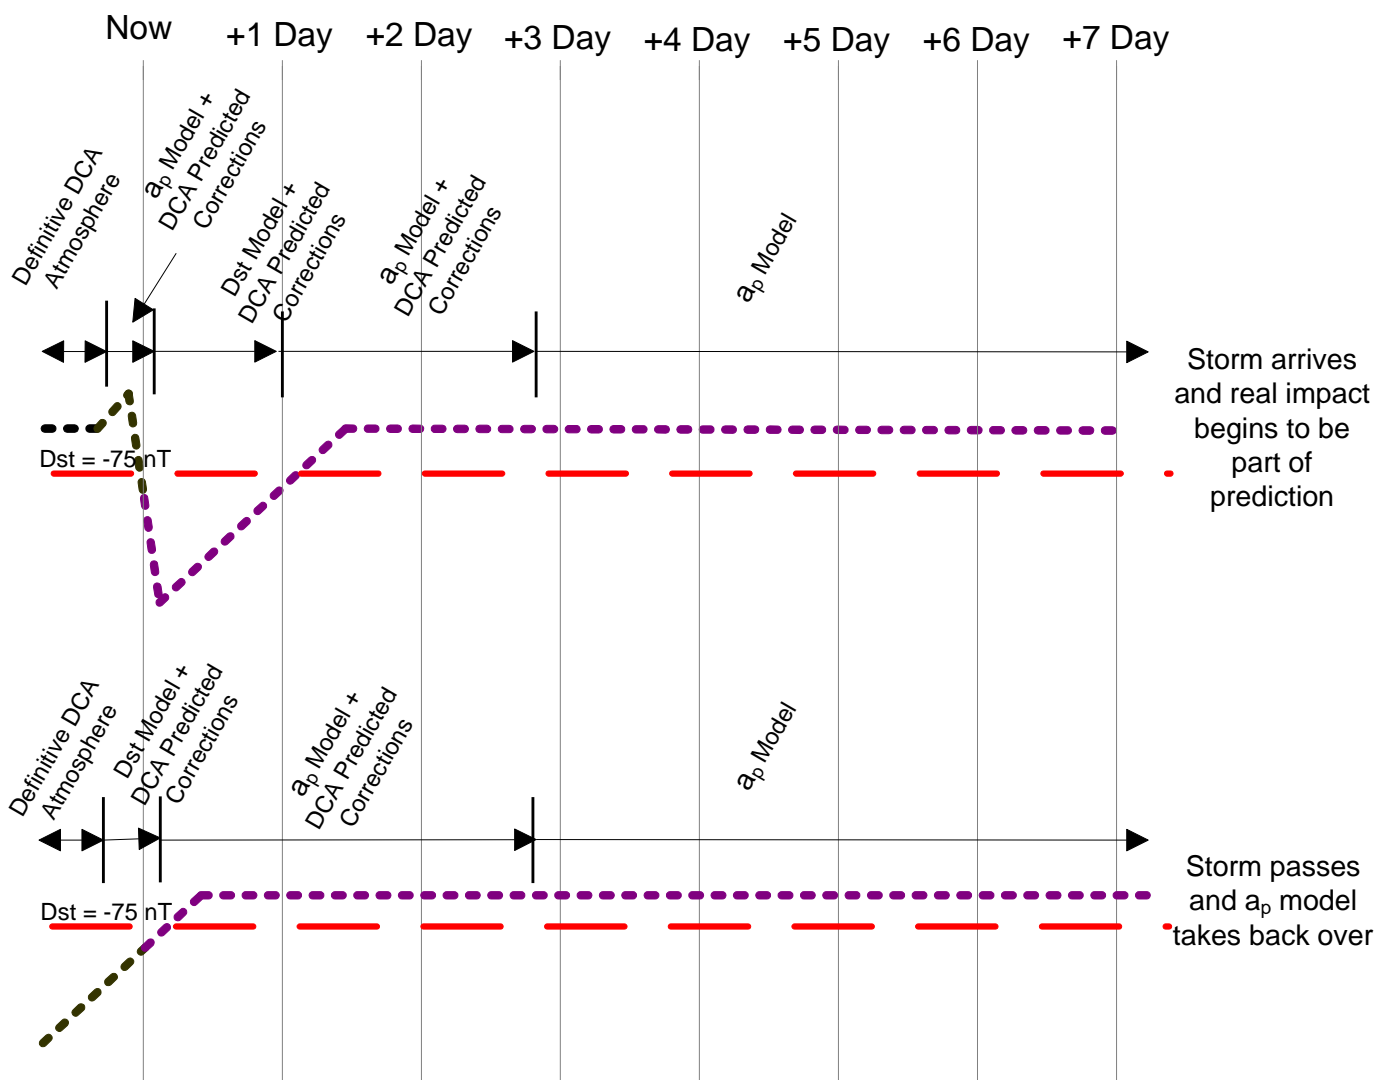 Now
+1 Day
+2 Day
+3 Day
+4 Day
+5 Day
+6 Day
+7 Day
Definitive DCA
Atmosphere
ap Model +
DCA Predicted
Corrections
Dst Model +
DCA Predicted
Corrections
ap Model +
DCA Predicted
Corrections
ap Model
Dst = -75 nT
Storm arrives
and real impact
begins to be
part of
prediction
Definitive DCA
Atmosphere
Dst Model +
DCA Predicted
Corrections
ap Model +
DCA Predicted
Corrections
ap Model
Dst = -75 nT
Storm passes
and ap model
takes back over